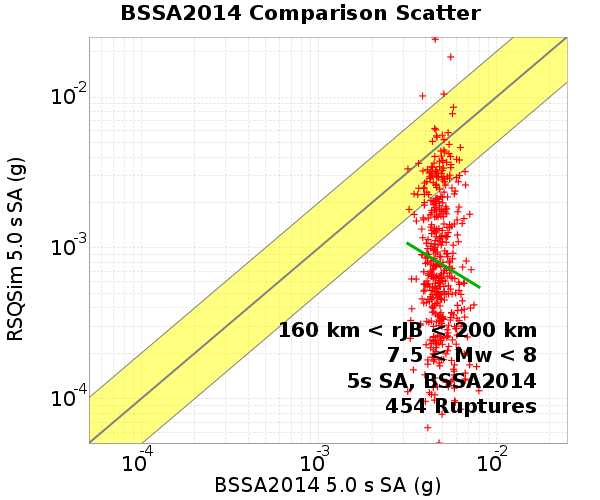 BSSA2014 Comparison Scatter
RSQSim 5.0 s SA (g)
10-2
10-3
10-4
160 km < rJB < 200 km
7.5 < Mw < 8
5s SA, BSSA2014
454 Ruptures
10-4 10-3 10-2
BSSA2014 5.0 s SA (g)